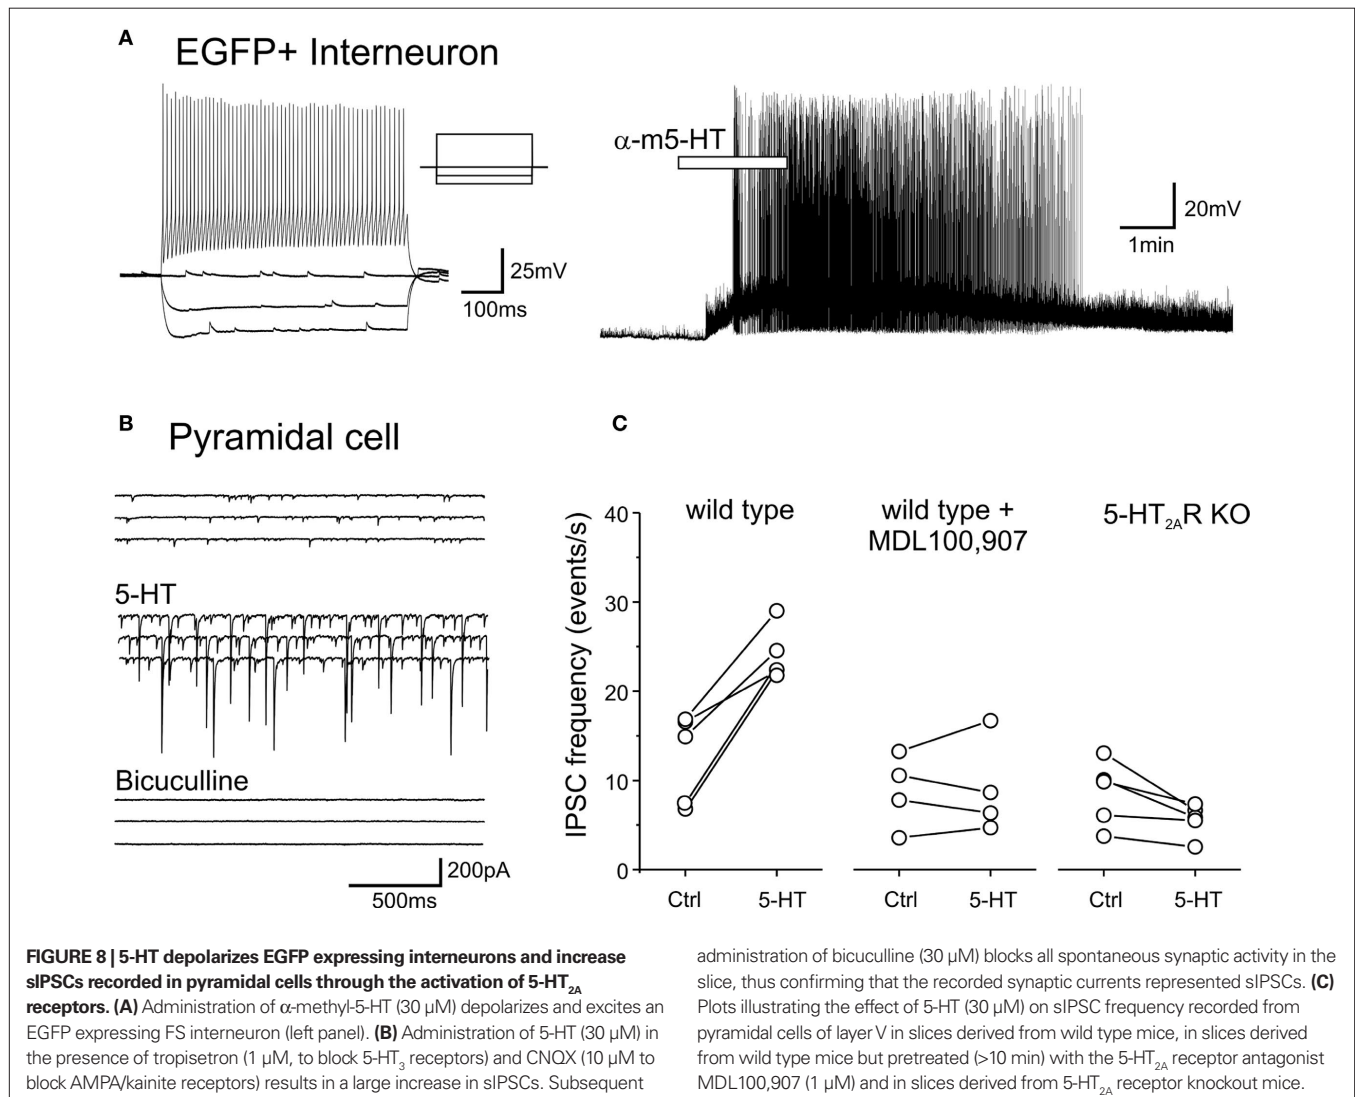 A
EGFP+ Interneuron
25mV
100ms
α-m5-HT
20mV
1min
B
Pyramidal cell
5-HT
Bicuculline
200pA
500ms
C
IPSC frequency (events/s)
40
30
20
10
0
wild type
wild type +
MDL100,907
5-HT2AR KO
Ctrl
5-HT
Ctrl
5-HT
Ctrl
5-HT
FIGURE 8 | 5-HT depolarizes EGFP expressing interneurons and increase
sIPSCs recorded in pyramidal cells through the activation of 5-HT2A
receptors. (A) Administration of α-methyl-5-HT (30 μM) depolarizes and excites an
EGFP expressing FS interneuron (left panel). (B) Administration of 5-HT (30 μM) in
the presence of tropisetron (1 μM, to block 5-HT3 receptors) and CNQX (10 μM to
block AMPA/kainite receptors) results in a large increase in sIPSCs. Subsequent
administration of bicuculline (30 μM) blocks all spontaneous synaptic activity in the
slice, thus confirming that the recorded synaptic currents represented sIPSCs. (C)
Plots illustrating the effect of 5-HT (30 μM) on sIPSC frequency recorded from
pyramidal cells of layer V in slices derived from wild type mice, in slices derived
from wild type mice but pretreated (>10 min) with the 5-HT2A receptor antagonist
MDL100,907 (1 μM) and in slices derived from 5-HT2A receptor knockout mice.